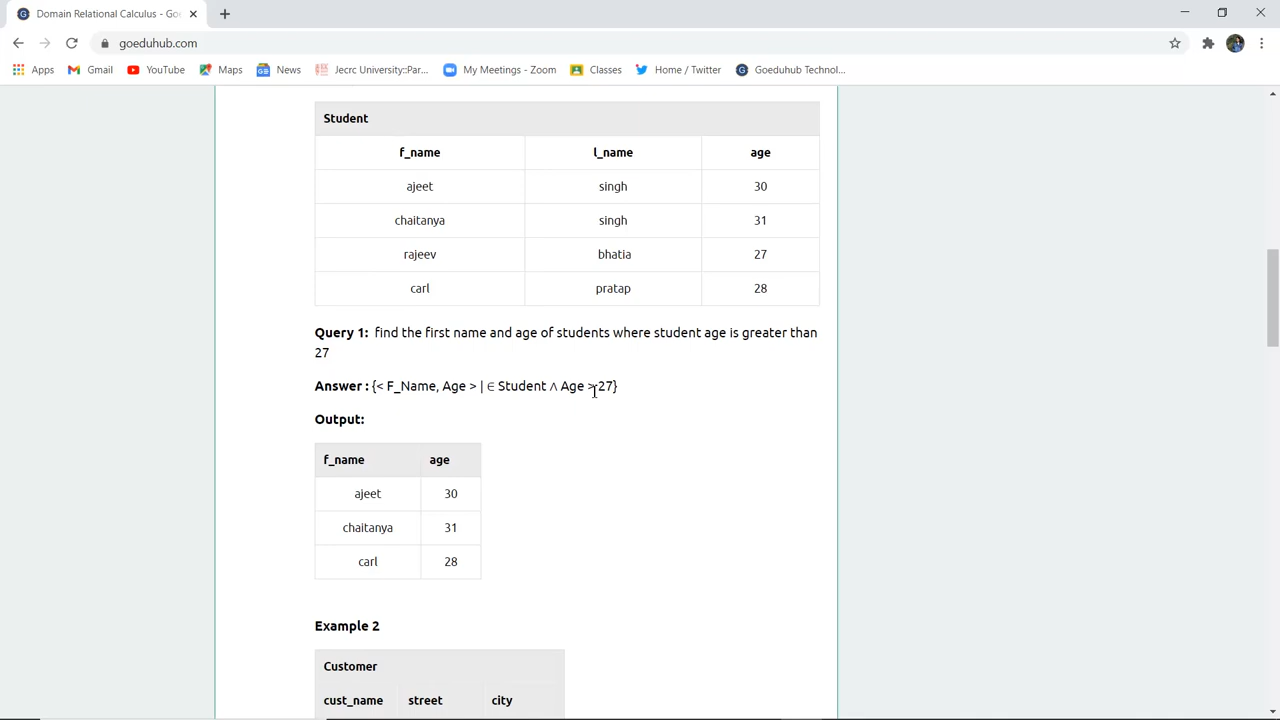 Domain Relational Calculus - Go
goeduhub.com
Apps Gmail YouTube Maps News Jecrc University::Par... My Meetings - Zoom Classes Home / Twitter Goeduhub Technol...
Student
f_name l_name age
ajeet singh 30
chaitanya singh 31
rajeev bhatia 27
carl pratap 28
Query 1: find the first name and age of students where student age is greater than
27
Answer : {< F_Name, Age > | ∈ Student ∧ Age > 27}
Output:
f_name age
ajeet 30
chaitanya 31
carl 28
Example 2
Customer
cust_name street city